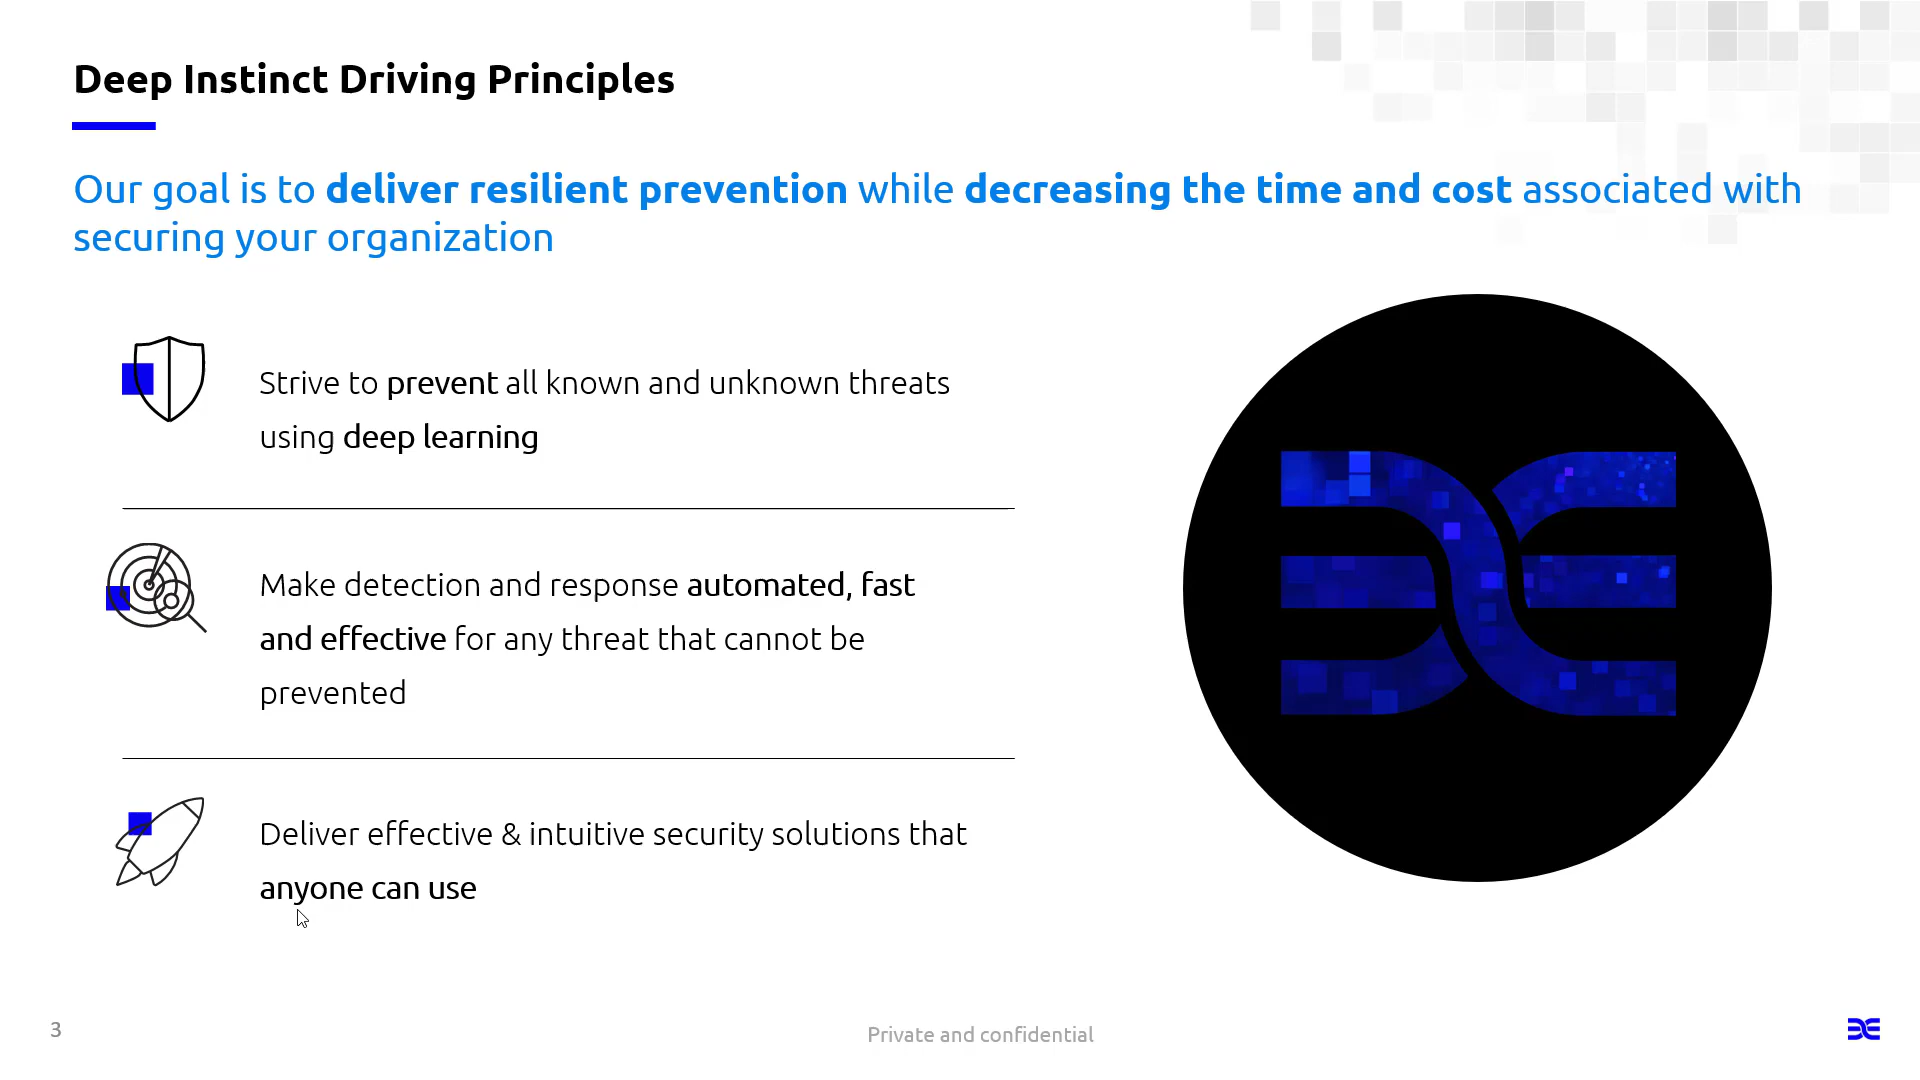 Deep Instinct Driving Principles
Our goal is to deliver resilient prevention while decreasing the time and cost associated with
securing your organization
Strive to prevent all known and unknown threats
using deep learning
Make detection and response automated, fast
and effective for any threat that cannot be
prevented
Deliver effective & intuitive security solutions that
anyone can use
3
Private and confidential